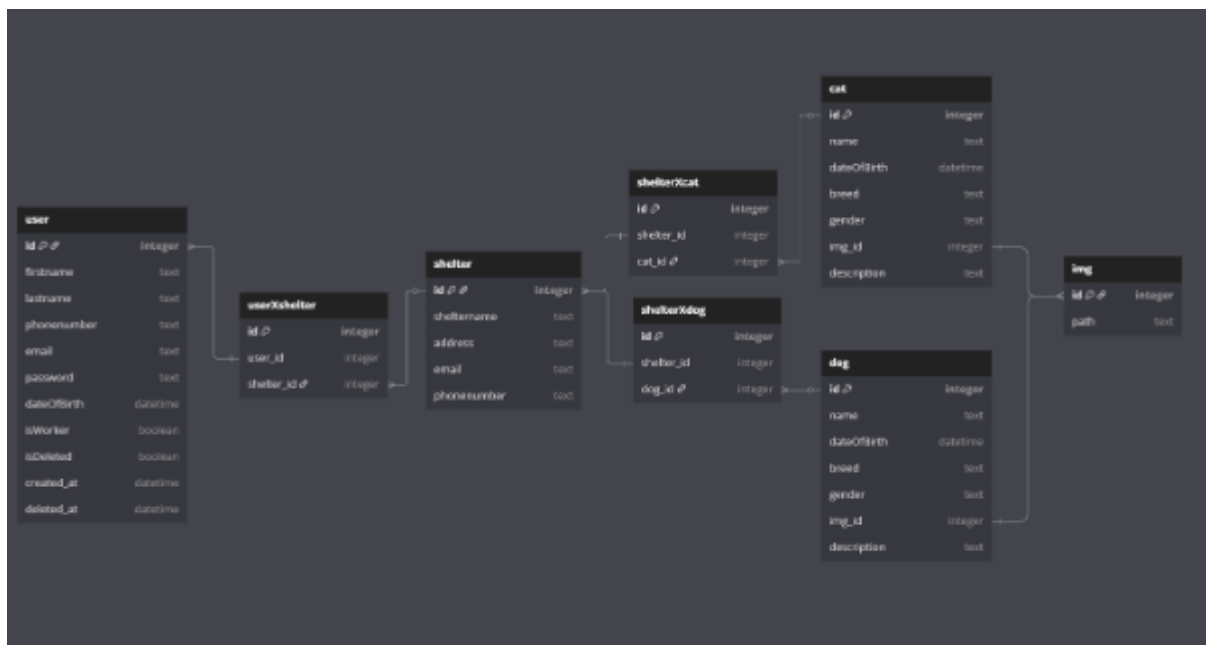 user
id integer
firstname text
lastname text
phonenumber text
email text
password text
dateOfBirth datetime
isWorker boolean
isDeleted boolean
created_at datetime
deleted_at datetime
userXshelter
id integer
user_id integer
shelter_id integer
shelter
id integer
sheltername text
address text
email text
phonenumber text
shelterXcat
id integer
shelter_id integer
cat_id integer
shelterXdog
id integer
shelter_id integer
dog_id integer
cat
id integer
name text
dateOfBirth datetime
breed text
gender text
img_id integer
description text
dog
id integer
name text
dateOfBirth datetime
breed text
gender text
img_id integer
description text
img
id integer
path text